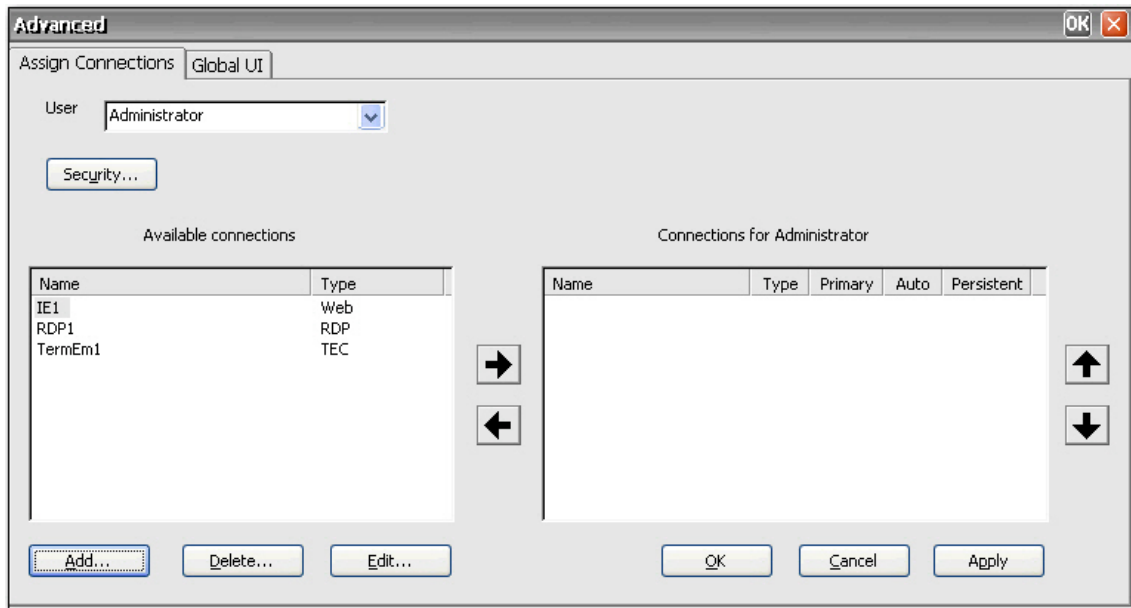 Advanced OK
Assign Connections Global UI
User Administrator
Security...
Available connections Connections for Administrator
Name Type Name Type Primary Auto Persistent
IE1 Web
RDP1 RDP
TermEm1 TEC
Add... Delete... Edit... OK Cancel Apply